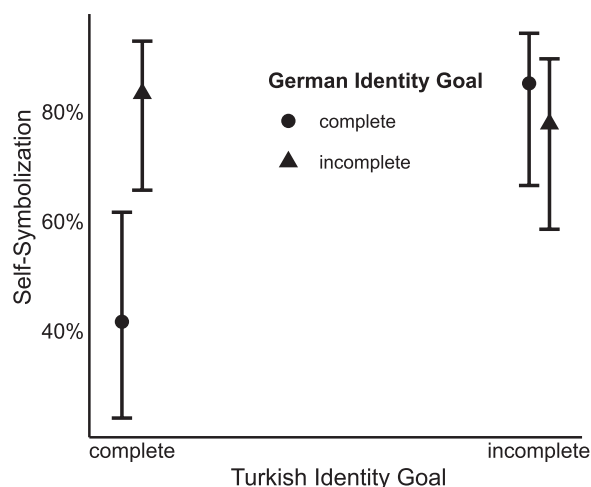 German Identity Goal
complete
incomplete
Self-Symbolization
80%
60%
40%
complete
incomplete
Turkish Identity Goal